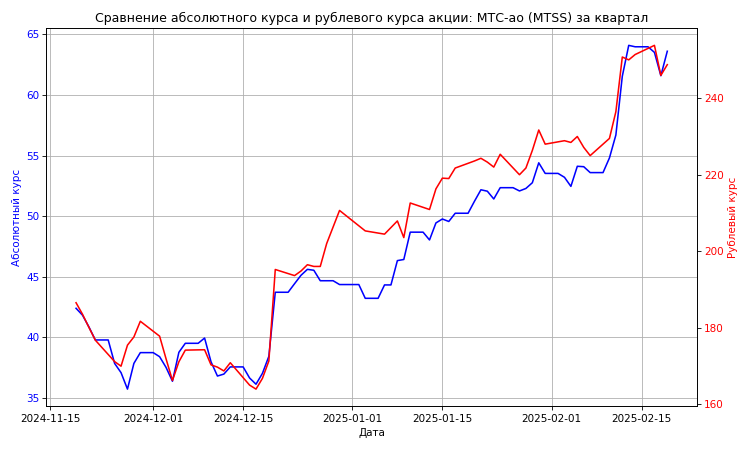 Сравнение абсолютного курса и рублевого курса акции: МТС-ао (MTSS) за квартал
Абсолютный курс
65
60
55
50
45
40
35
240
220
200
180
160
Рублевый курс
2024-11-15 2024-12-01 2024-12-15 2025-01-01 2025-01-15 2025-02-01 2025-02-15
Дата